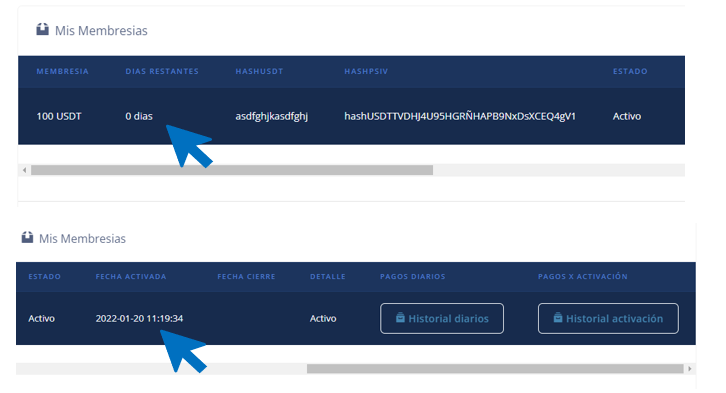 Mis Membresias
MEMBRESIA DIAS RESTANTES HASHUSDT HASHPSIV ESTADO
100 USDT 0 dias asdfghjkasdfghj hashUSDTTVDHJ4U95HGRÑHAPB9NxDsXCEQ4gV1 Activo
Mis Membresias
ESTADO FECHA ACTIVADA FECHA CIERRE DETALLE PAGOS DIARIOS PAGOS X ACTIVACIÓN
Activo 2022-01-20 11:19:34 Activo Historial diarios Historial activación